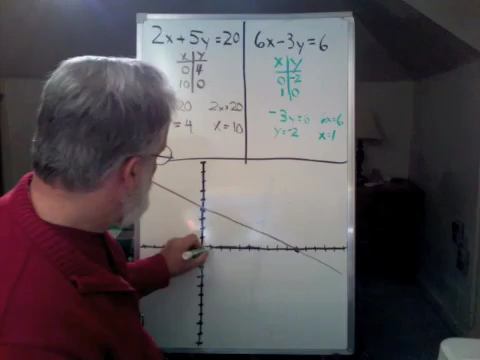 2x+5y=20
x y
0 4
10 0
20 2x=20
= 4 x=10
6x-3y=6
x y
0 -2
1 0
-3y=6 6x=6
y=-2 x=1